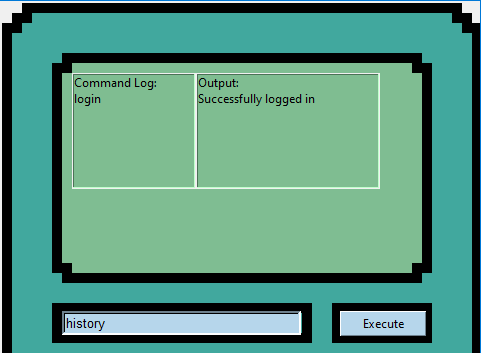 Command Log:
login
Output:
Successfully logged in
history
Execute